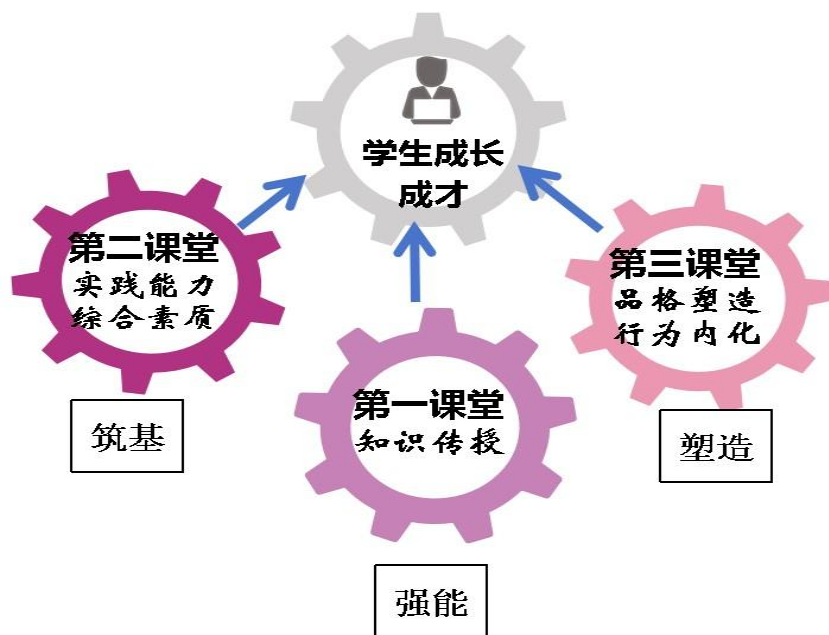 学生成长
成才
第二课堂
实践能力
综合素质
第三课堂
品格塑造
行为内化
第一课堂
知识传授
筑基
塑造
强能